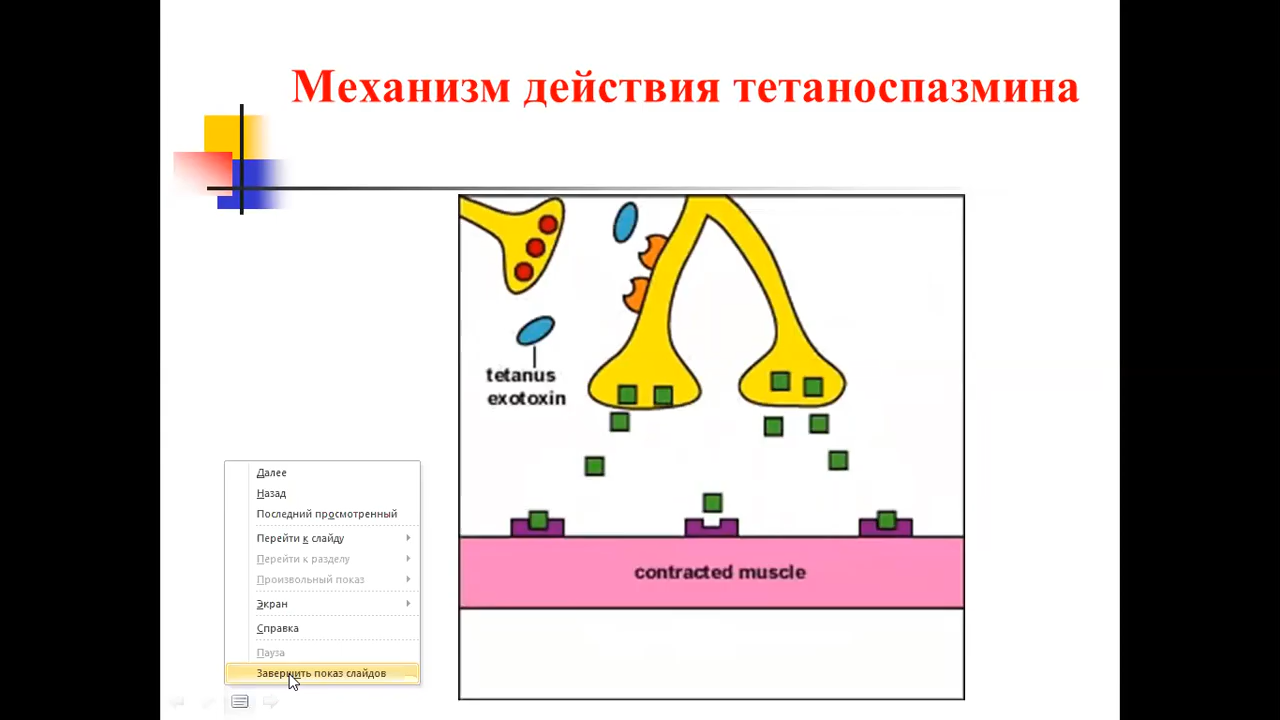 Механизм действия тетаноспазмина
tetanus
exotoxin
contracted muscle
Далее
Назад
Последний просмотренный
Перейти к слайду
Перейти к разделу
Произвольный показ
Экран
Справка
Пауза
Завершить показ слайдов